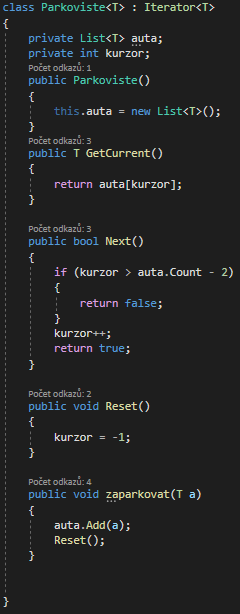 class Parkoviste<T> : Iterator<T>
{
private List<T> auta;
private int kurzor;
Počet odkazů: 1
public Parkoviste()
{
this.auta = new List<T>();
}
Počet odkazů: 3
public T GetCurrent()
{
return auta[kurzor];
}
Počet odkazů: 3
public bool Next()
{
if (kurzor > auta.Count - 2)
{
return false;
}
kurzor++;
return true;
}
Počet odkazů: 2
public void Reset()
{
kurzor = -1;
}
Počet odkazů: 4
public void zaparkovat(T a)
{
auta.Add(a);
Reset();
}
}